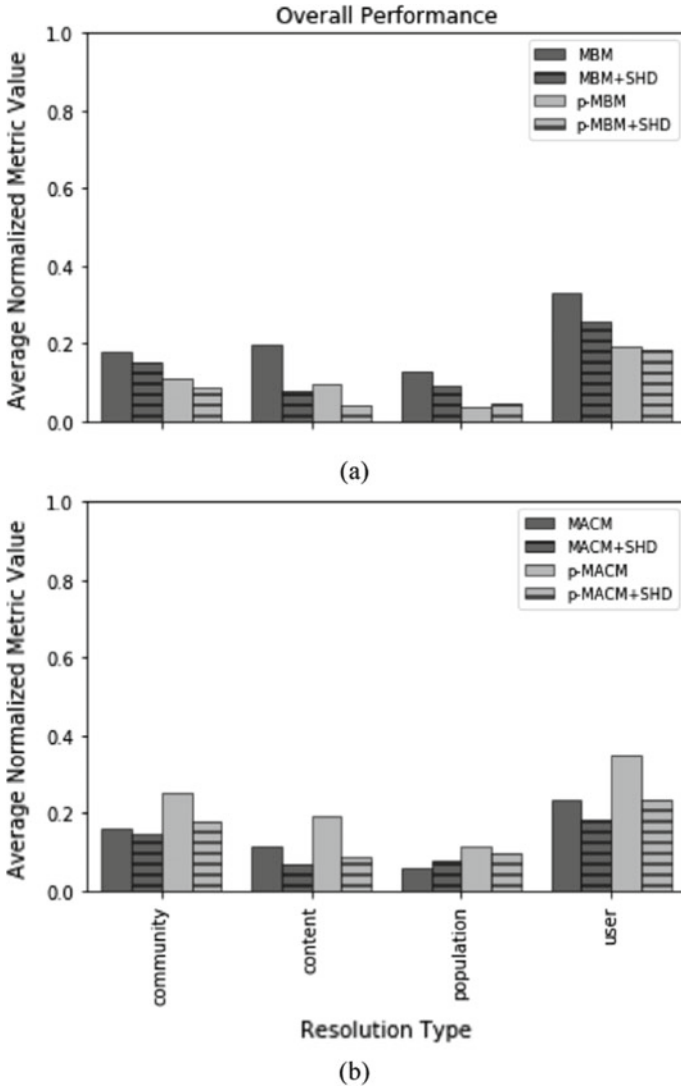 Overall Performance
Average Normalized Metric Value
1.0
0.8
0.6
0.4
0.2
0.0
MBM
MBM+SHD
p-MBM
p-MBM+SHD
(a)
Average Normalized Metric Value
1.0
0.8
0.6
0.4
0.2
0.0
MACM
MACM+SHD
p-MACM
p-MACM+SHD
community
content
population
user
Resolution Type
(b)